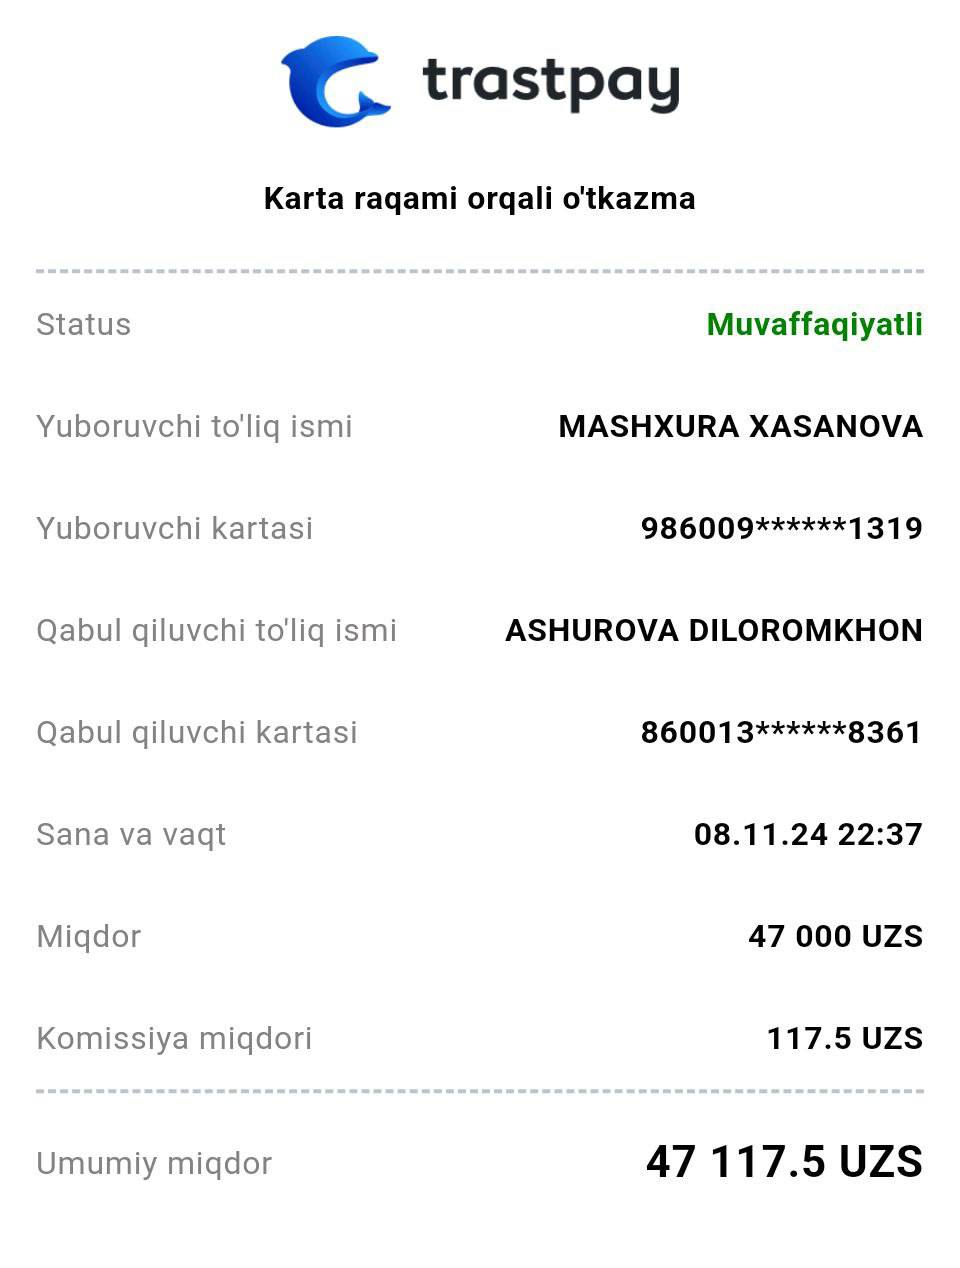 trastpay
Karta raqami orqali o'tkazma
Status Muvaffaqiyatli
Yuboruvchi to'liq ismi MASHXURA XASANOVA
Yuboruvchi kartasi 986009******1319
Qabul qiluvchi to'liq ismi ASHUROVA DILOROMKHON
Qabul qiluvchi kartasi 860013******8361
Sana va vaqt 08.11.24 22:37
Miqdor 47 000 UZS
Komissiya miqdori 117.5 UZS
Umumiy miqdor 47 117.5 UZS